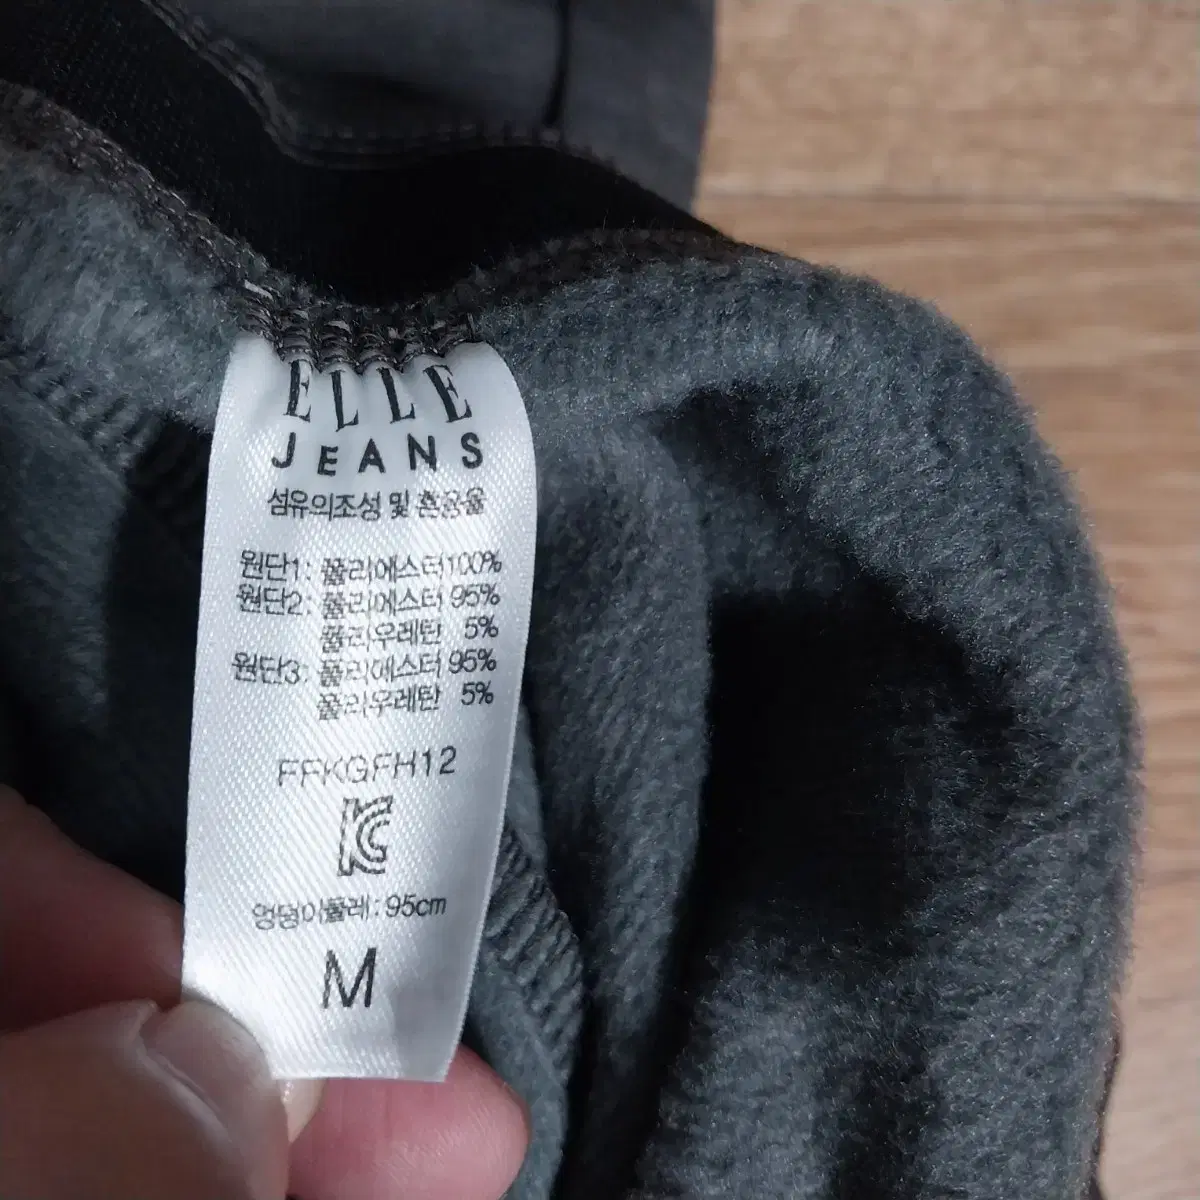 ELLE
JEANS
섬유의조성 및 혼용율
원단1: 폴리에스터100%
원단2: 폴리에스터 95%
폴리우레탄 5%
원단3: 폴리에스터 95%
폴리우레탄 5%
FFKGFH12
KC
엉덩이둘레: 95cm
M